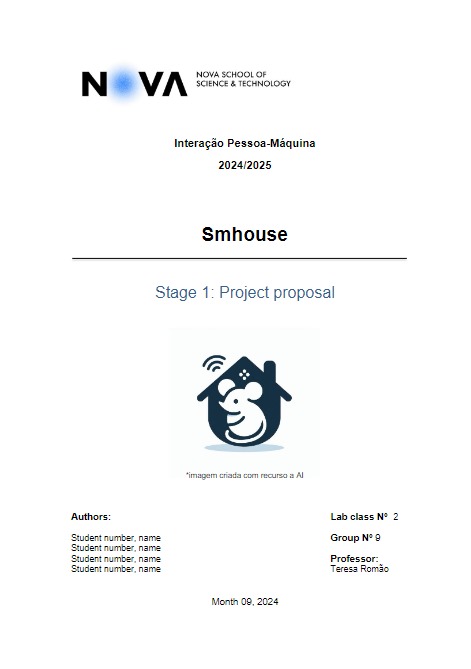 NOVA
NOVA SCHOOL OF
SCIENCE & TECHNOLOGY
Interação Pessoa-Máquina
2024/2025
Smhouse
Stage 1: Project proposal
*imagem criada com recurso a AI
Authors:
Student number, name
Student number, name
Student number, name
Student number, name
Lab class Nº 2
Group Nº 9
Professor:
Teresa Romão
Month 09, 2024